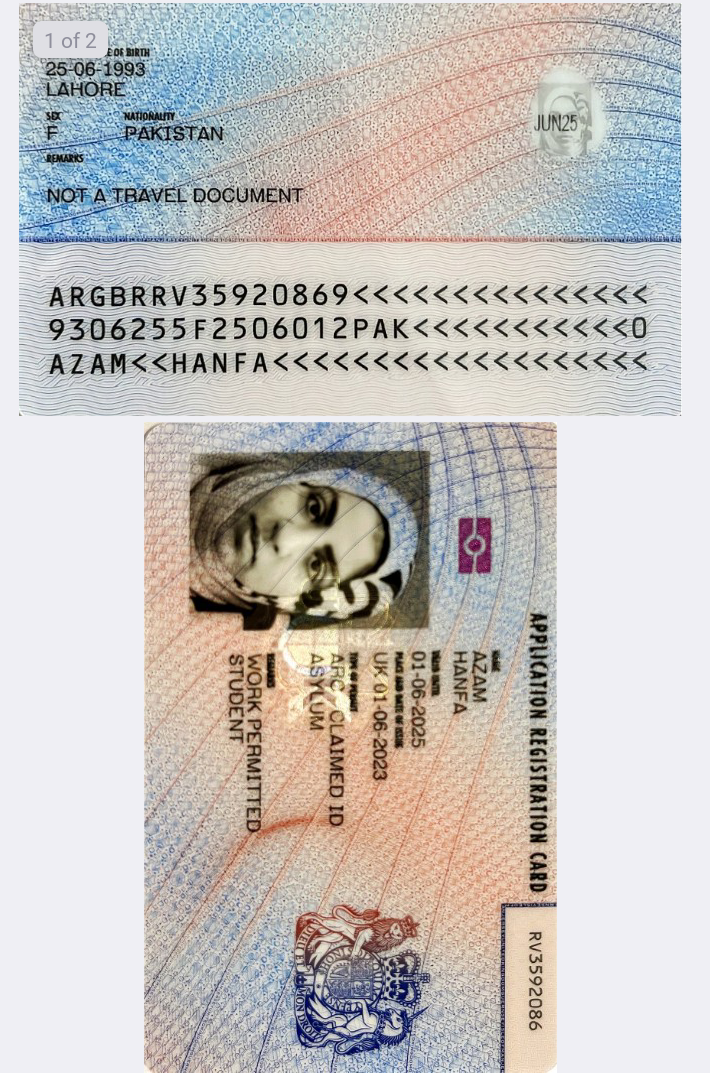 1 of 2
E OF BIRTH
25-06-1993
LAHORE
SEX NATIONALITY
F PAKISTAN
REMARKS
NOT A TRAVEL DOCUMENT
JUN25
ARGBRRV35920869<<<<<<<<<<<<<<<
9306255F2506012PAK<<<<<<<<<<<0
AZAM<<HANFA<<<<<<<<<<<<<<<<<<<
APPLICATION REGISTRATION CARD
RV3592086
NAME
AZAM
HANFA
VALID UNTIL
01-06-2025
PLACE AND DATE OF ISSUE
UK 01-06-2023
TYPE OF PERMIT
ARC CLAIMED ID
ASYLUM
REMARKS
WORK PERMITTED
STUDENT